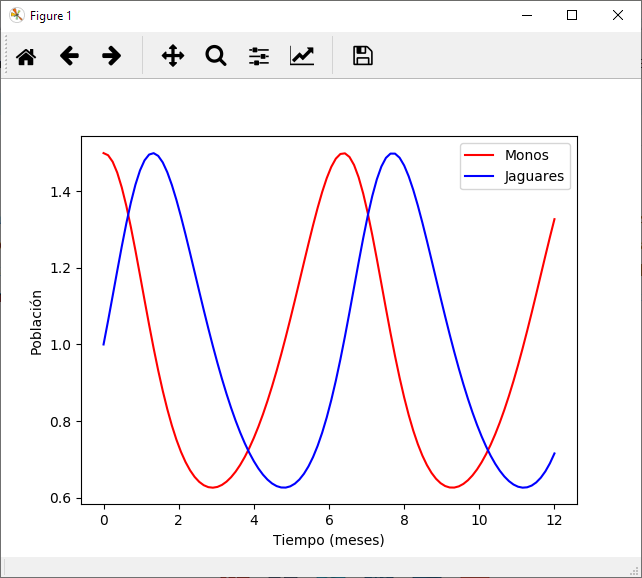 Figure 1
Monos
Jaguares
1.4
1.2
1.0
0.8
0.6
Población
0 2 4 6 8 10 12
Tiempo (meses)